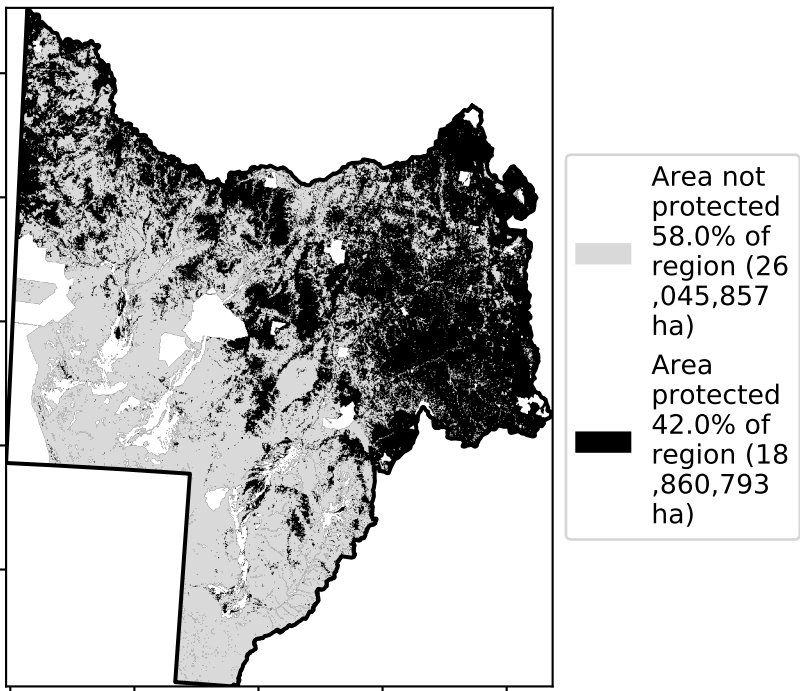 Area not
protected
58.0% of
region (26
,045,857
ha)
Area
protected
42.0% of
region (18
,860,793
ha)